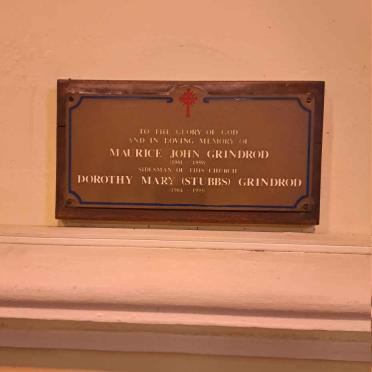 TO THE GLORY OF GOD
AND IN LOVING MEMORY OF
MAURICE JOHN GRINDROD
SIDESMAN OF THIS CHURCH
DOROTHY MARY (STUBBS) GRINDROD